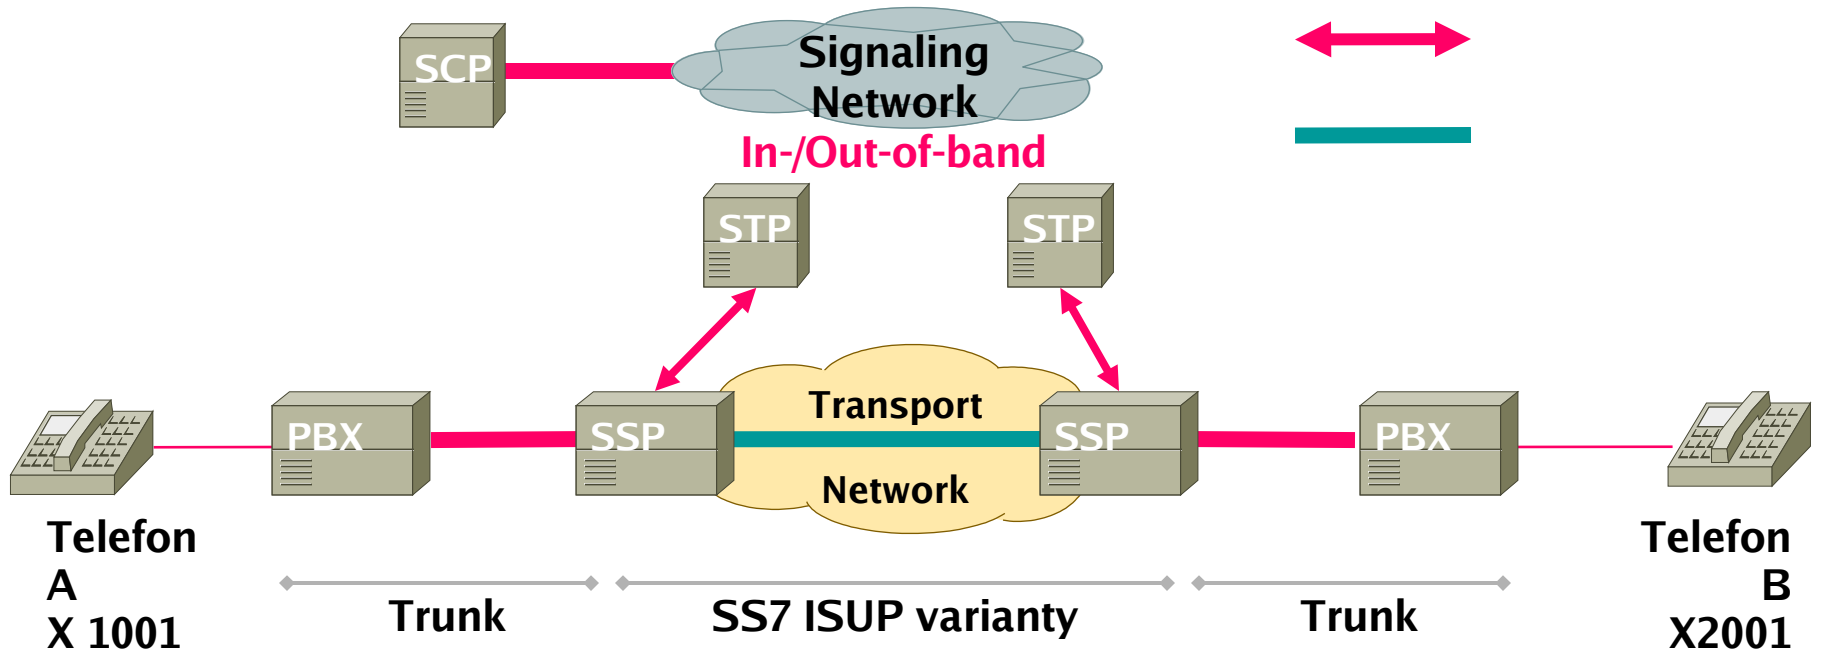 SCP
Signaling
Network
In-/Out-of-band
STP
STP
Transport
Network
PBX
SSP
SSP
PBX
Telefon
A
X 1001
Telefon
B
X2001
Trunk
SS7 ISUP varianty
Trunk